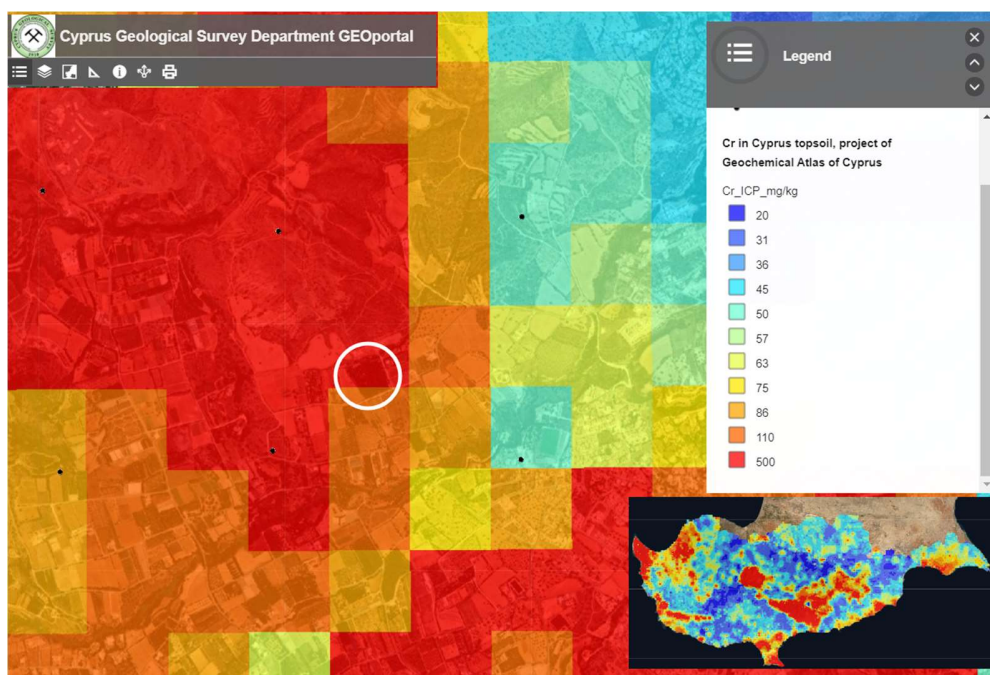 Cyprus Geological Survey Department GEOportal
Legend
Cr in Cyprus topsoil, project of
Geochemical Atlas of Cyprus
Cr_ICP_mg/kg
20
31
36
45
50
57
63
75
86
110
500